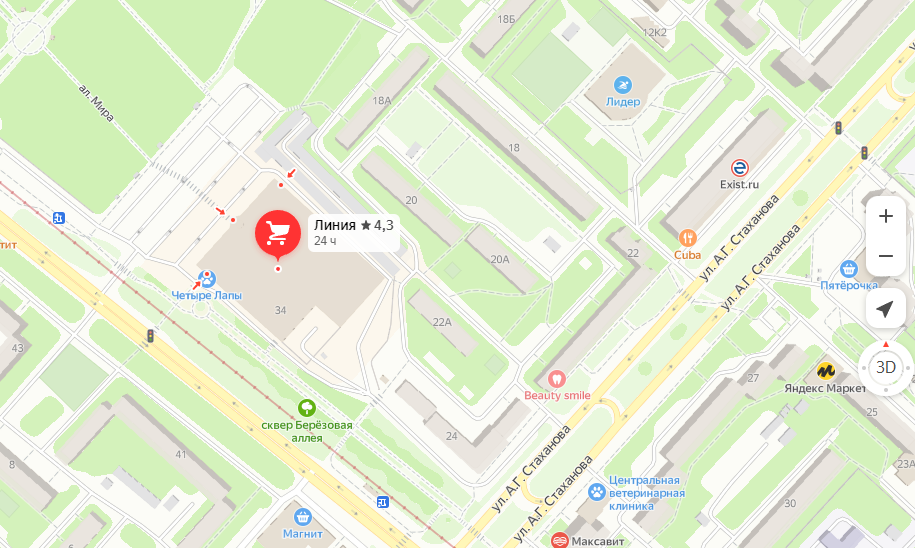 18Б
12К2
ал. Мира
18А
Лидер
18
Exist.ru
20
Линия ★ 4,3
24 ч
22
Cuba
ул. А.Г. Стаханова
ул. А.Г. Стаханова
тит
20А
Пятёрочка
Четыре Лапы
34
22А
43
3D
27
Яндекс Маркет
Beauty smile
25
сквер Берёзовая
аллея
24
41
8
ул. А.Г. Стаханова
ул. А.Г. Стаханова
23А
Центральная
ветеринарная
клиника
30
Магнит
Максавит